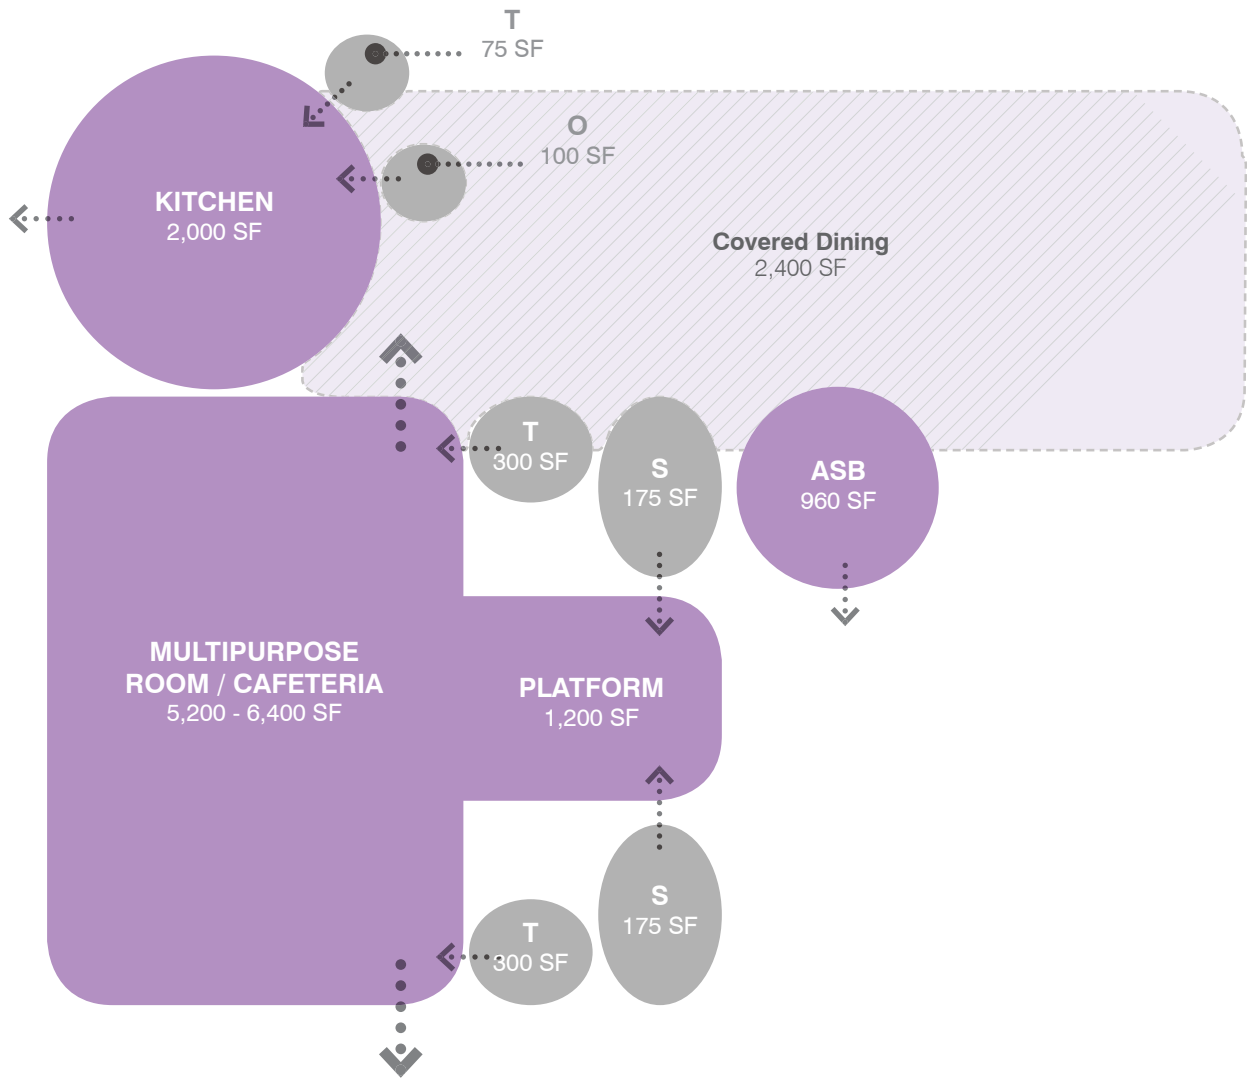 T
75 SF
O
100 SF
KITCHEN
2,000 SF
Covered Dining
2,400 SF
T
300 SF
S
175 SF
ASB
960 SF
MULTIPURPOSE
ROOM / CAFETERIA
5,200 - 6,400 SF
PLATFORM
1,200 SF
S
175 SF
T
300 SF